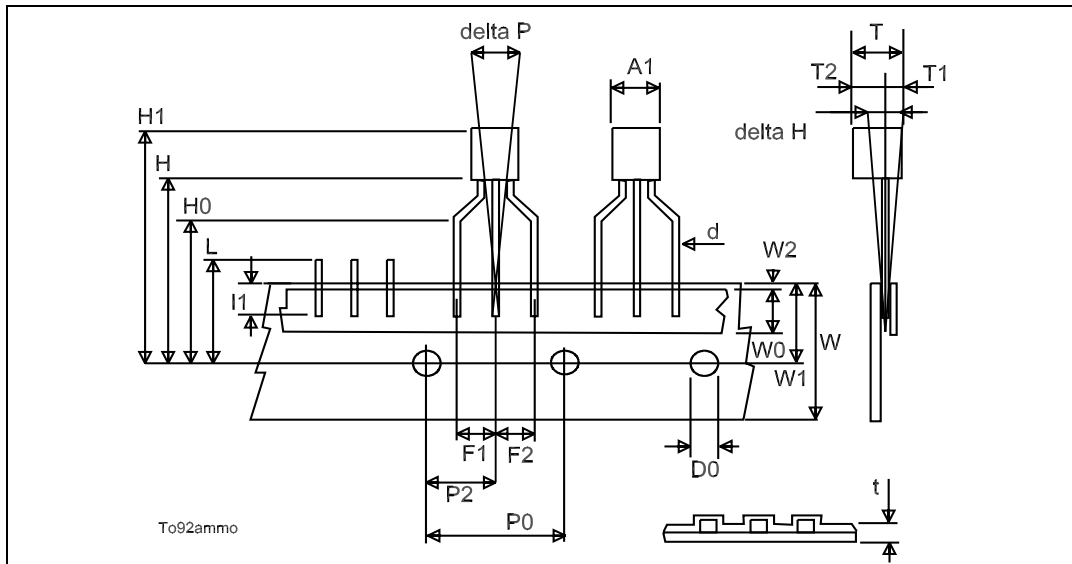 delta P
T
T2
T1
A1
H1
delta H
H
H0
d
L
W2
I1
W0
W
W1
F1
F2
D0
P2
t
P0
To92ammo